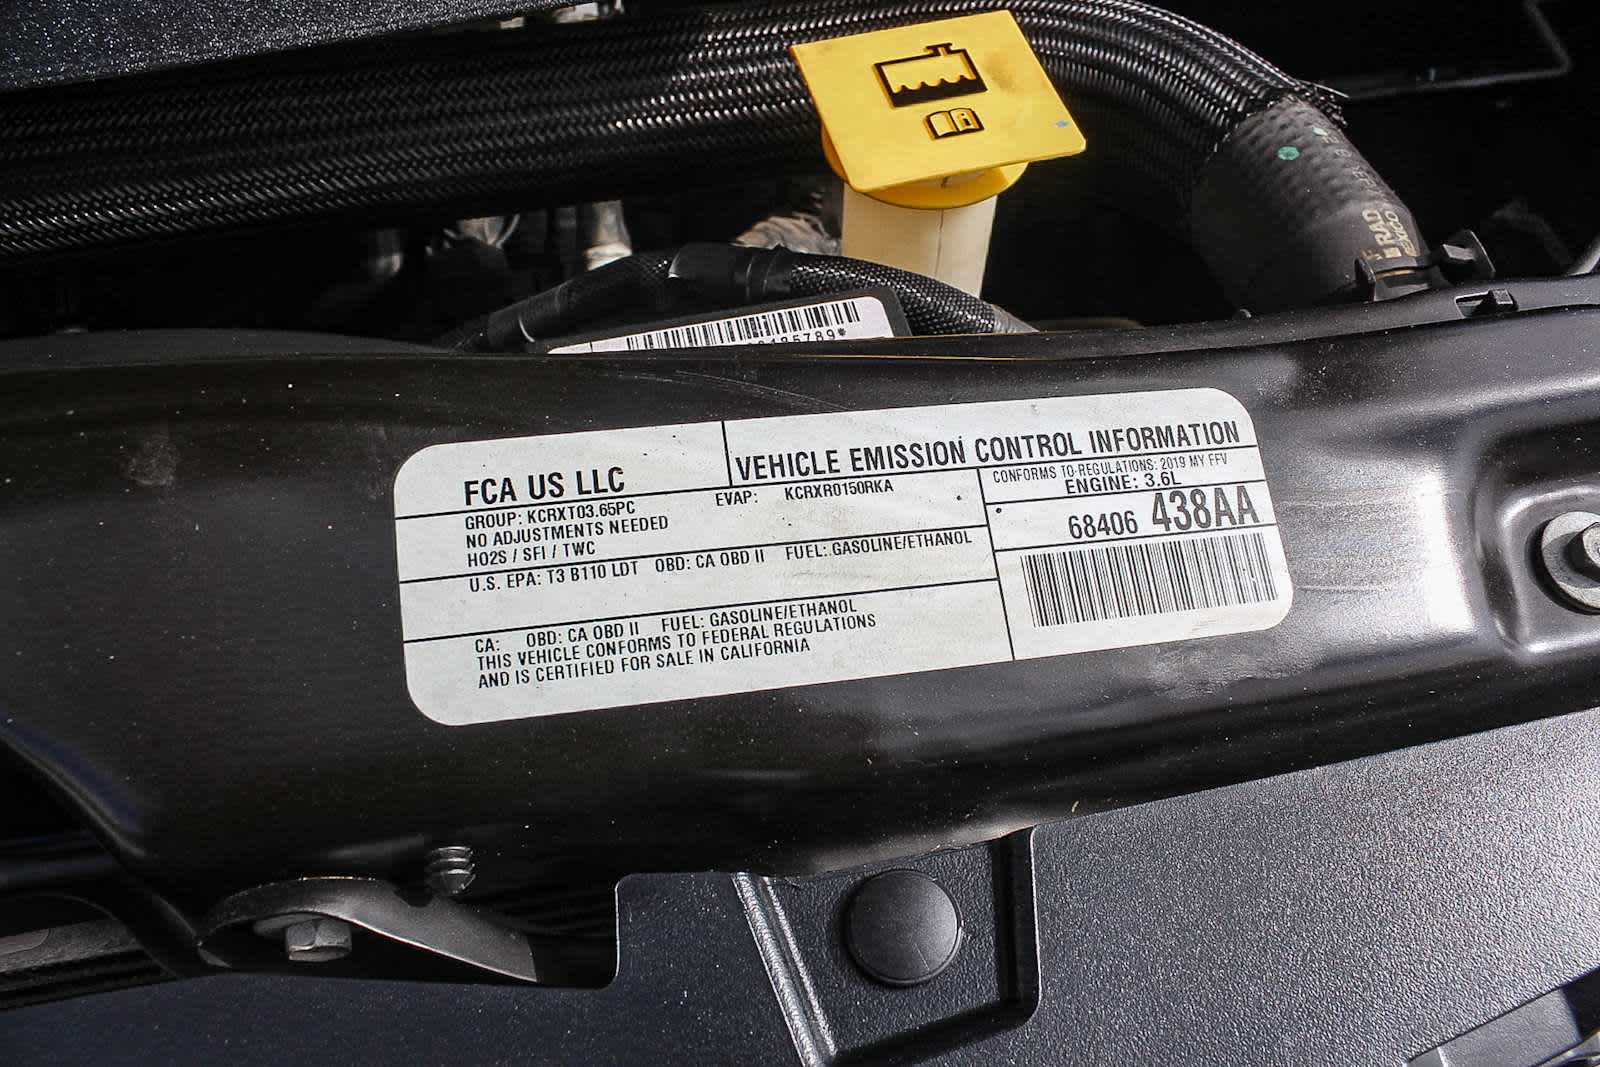 RAD
MEXICO
85789*
FCA US LLC
VEHICLE EMISSION CONTROL INFORMATION
GROUP: KCRXT03.65PC
EVAP: KCRXR0150RKA
NO ADJUSTMENTS NEEDED
HO2S / SFI / TWC
CONFORMS TO REGULATIONS: 2019 MY FFV
ENGINE: 3.6L
68406 438AA
U.S. EPA: T3 B110 LDT OBD: CA OBD II FUEL: GASOLINE/ETHANOL
CA: OBD: CA OBD II FUEL: GASOLINE/ETHANOL
THIS VEHICLE CONFORMS TO FEDERAL REGULATIONS
AND IS CERTIFIED FOR SALE IN CALIFORNIA